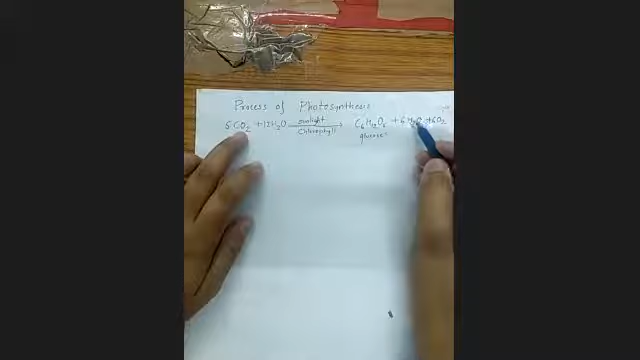 Process of Photosynthesis
6CO2 + 12H2O sunlight Chlorophyll → C6H12O6 + 6H2O + 6O2
glucose